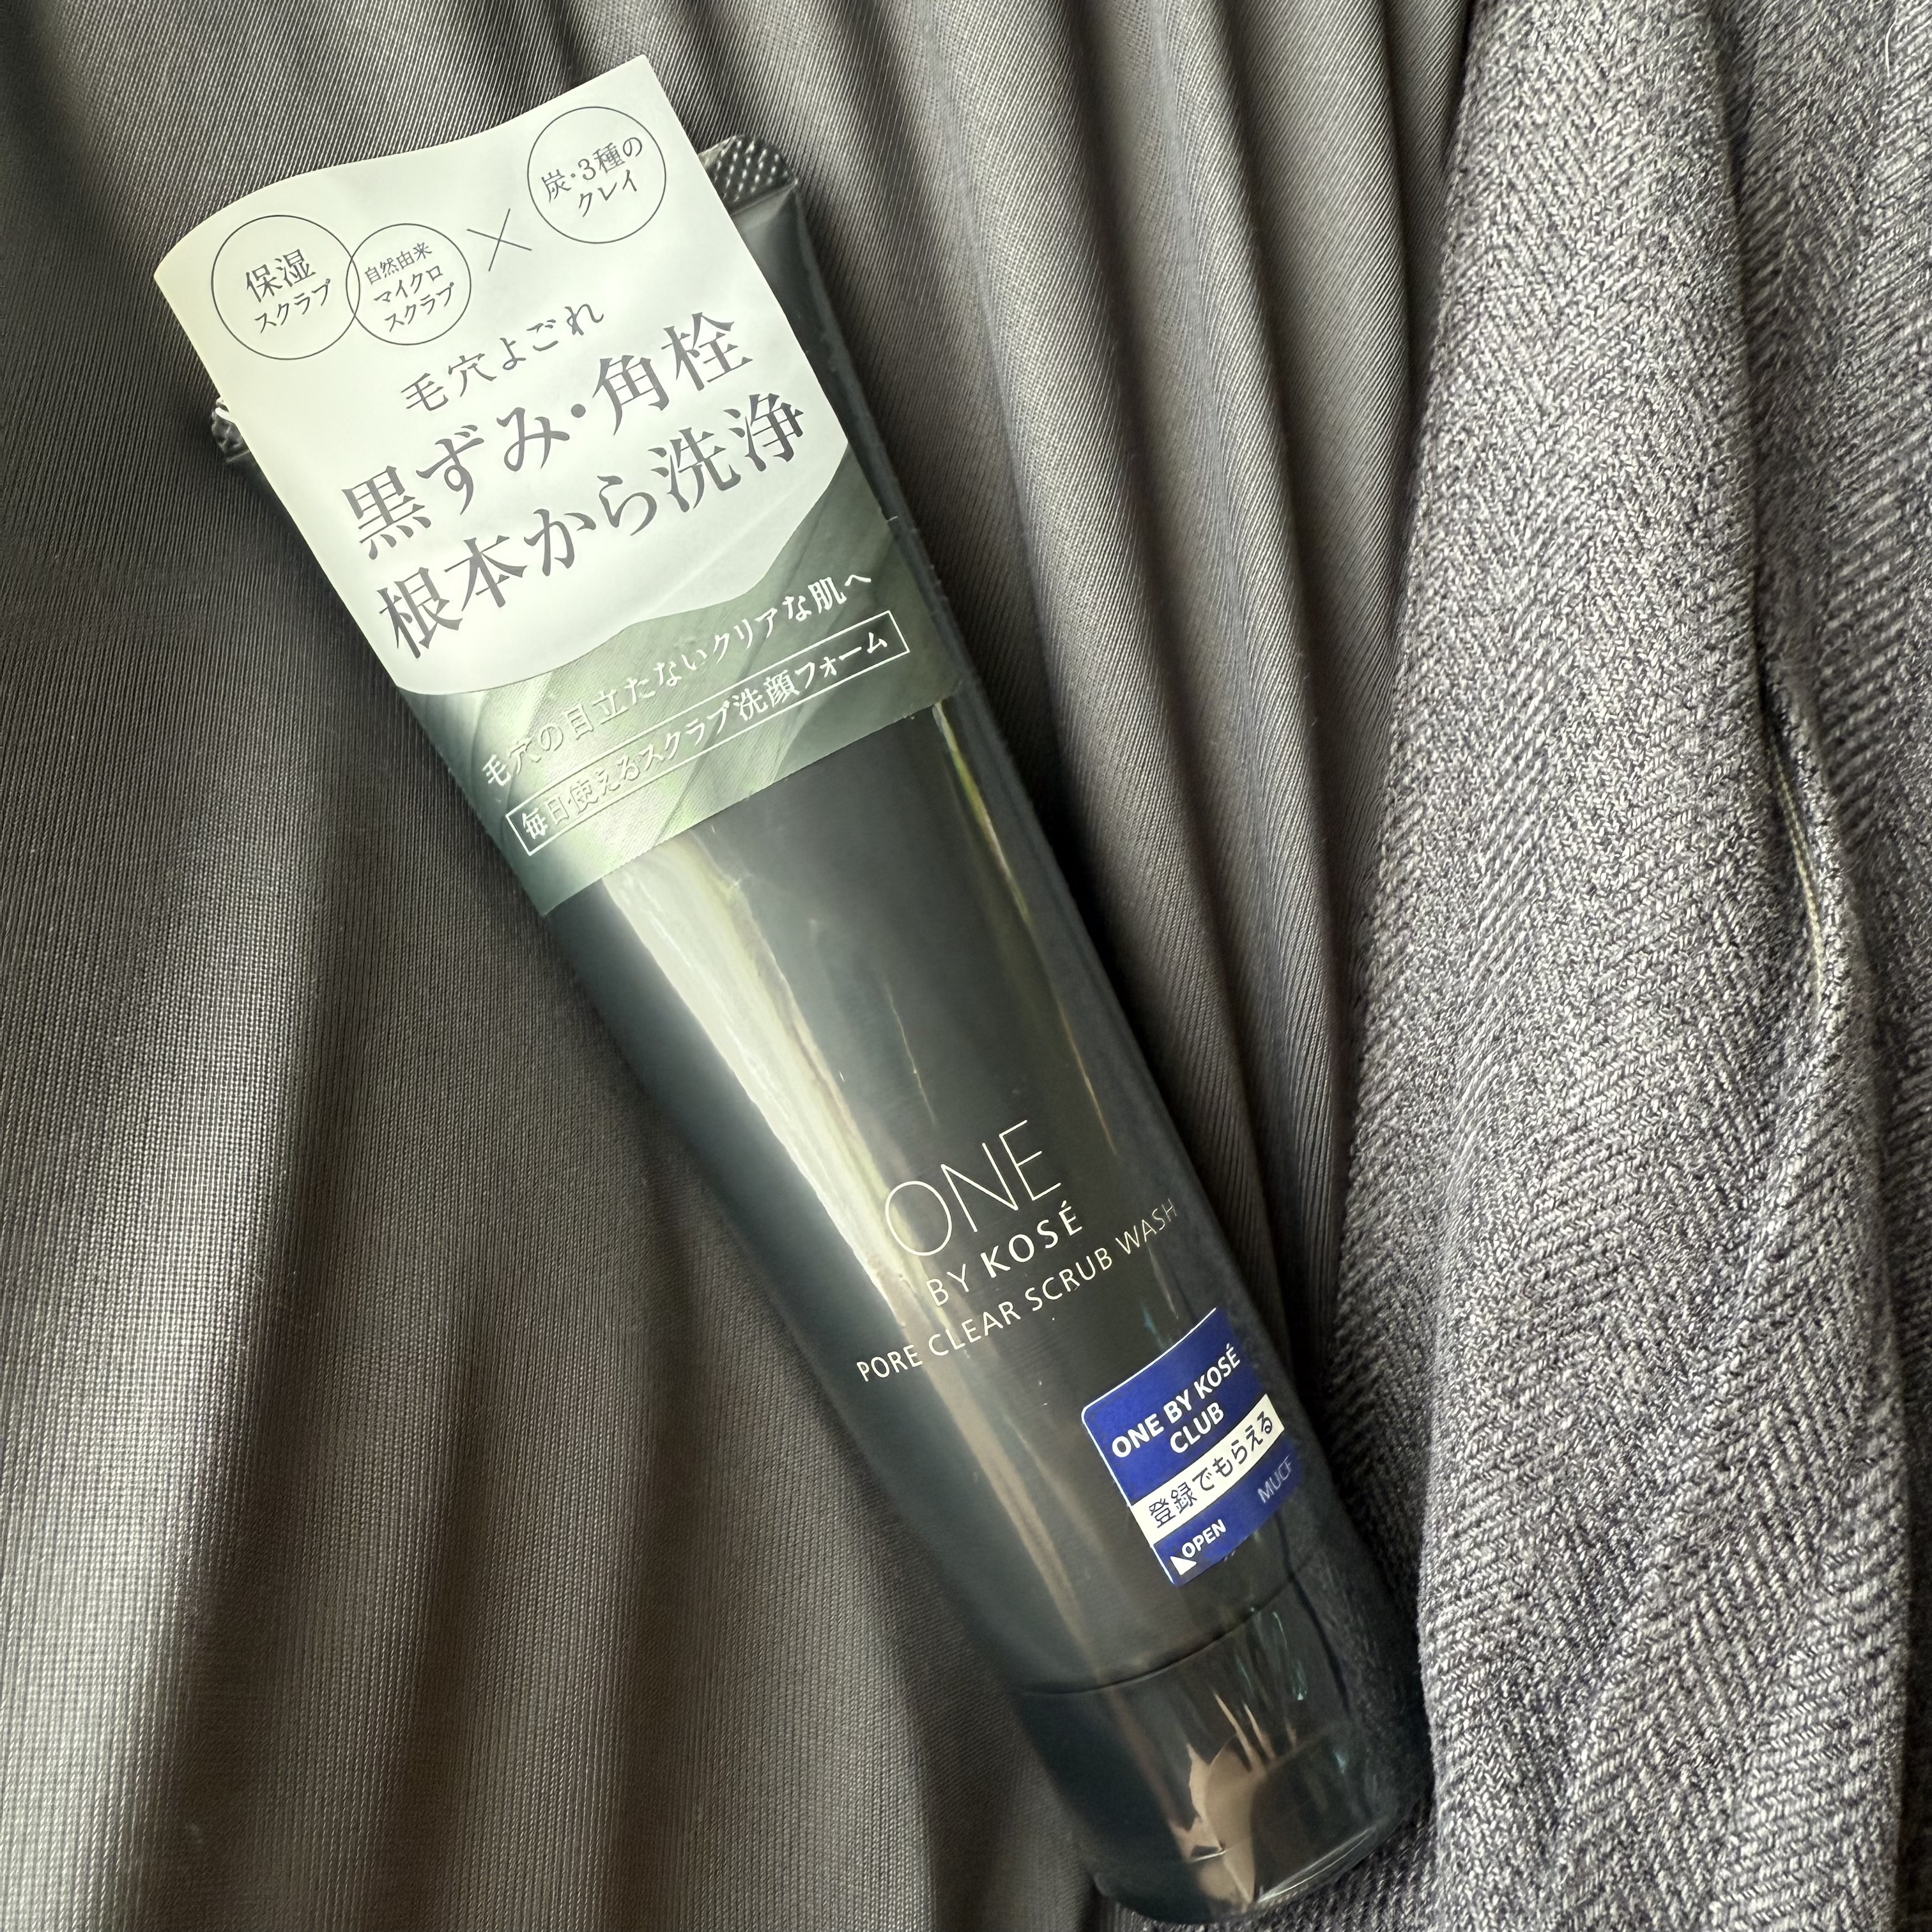 保湿
スクラブ
自然由来
マイクロ
スクラブ
×
炭・3種の
クレイ
毛穴よごれ
黒ずみ・角栓
根本から洗浄
毛穴の目立たないクリアな肌へ
毎日使えるスクラブ洗顔フォーム
ONE
BY KOSÉ
PORE CLEAR SCRUB WASH
ONE BY KOSÉ
CLUB
登録でもらえる
MUCF
OPEN